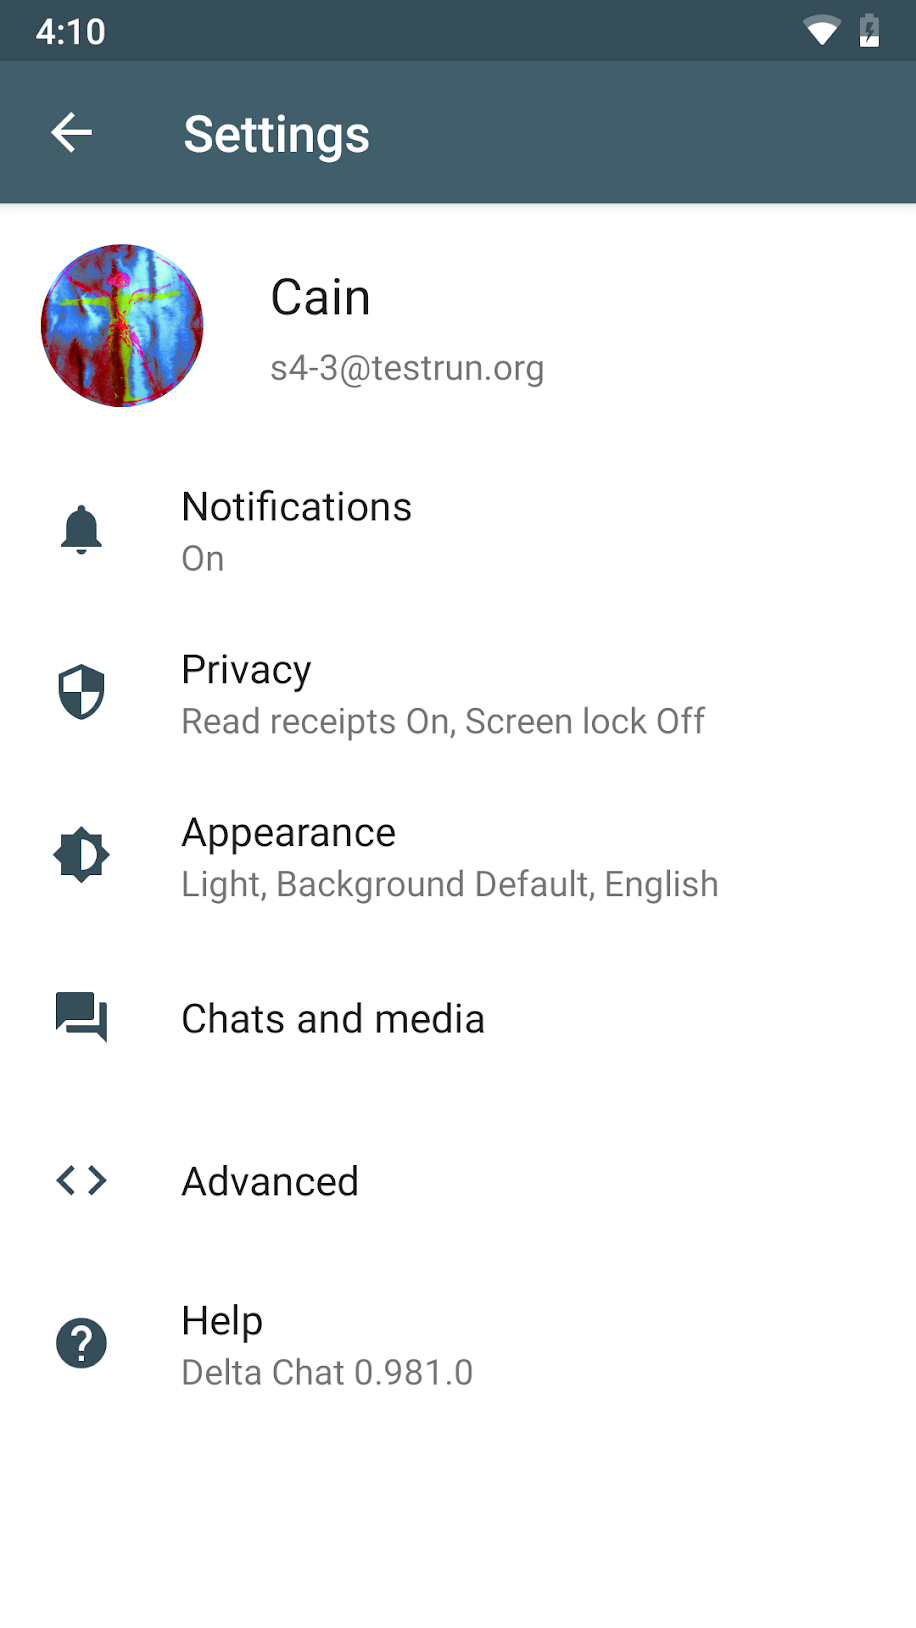 4:10
Settings
Cain
s4-3@testrun.org
Notifications
On
Privacy
Read receipts On, Screen lock Off
Appearance
Light, Background Default, English
Chats and media
Advanced
Help
Delta Chat 0.981.0